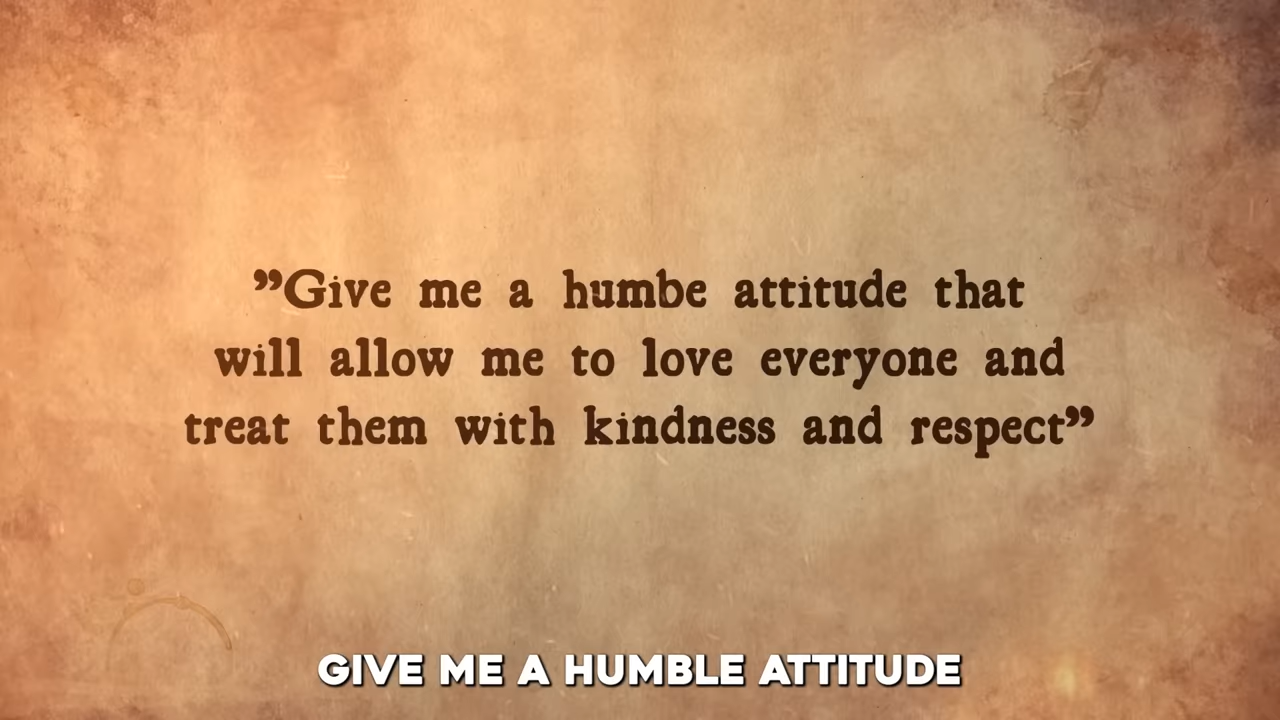 ”Give me a humbe attitude that
will allow me to love everyone and
treat them with kindness and respect”
GIVE ME A HUMBLE ATTITUDE